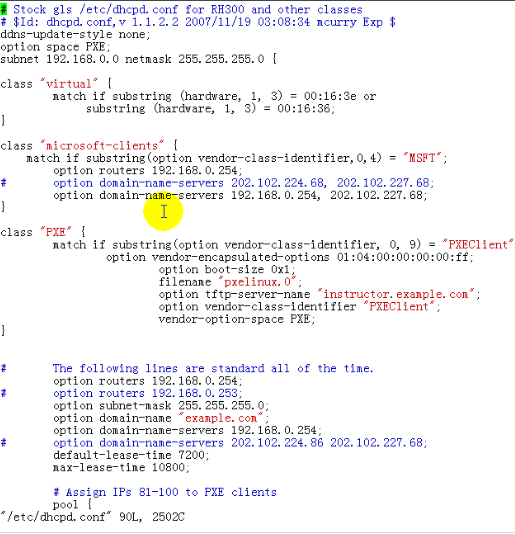 # Stock gls /etc/dhcpd.conf for RH300 and other classes
# $Id: dhcpd.conf,v 1.1.2.2 2007/11/19 03:08:34 mcurry Exp $
ddns-update-style none;
option space PXE;
subnet 192.168.0.0 netmask 255.255.255.0 {
class "virtual" {
match if substring (hardware, 1, 3) = 00:16:3e or
substring (hardware, 1, 3) = 00:16:36;
}
class "microsoft-clients" {
match if substring(option vendor-class-identifier,0,4) = "MSFT";
option routers 192.168.0.254;
# option domain-name-servers 202.102.224.68, 202.102.227.68;
option domain-name-servers 192.168.0.254, 202.102.227.68;
}
class "PXE" {
match if substring(option vendor-class-identifier, 0, 9) = "PXEClient"
option vendor-encapsulated-options 01:04:00:00:00:00:ff;
option boot-size 0x1;
filename "pxelinux.0";
option tftp-server-name "instructor.example.com";
option vendor-class-identifier "PXEClient";
vendor-option-space PXE;
}
# The following lines are standard all of the time.
option routers 192.168.0.254;
# option routers 192.168.0.253;
option subnet-mask 255.255.255.0;
option domain-name "example.com";
option domain-name-servers 192.168.0.254;
# option domain-name-servers 202.102.224.86 202.102.227.68;
default-lease-time 7200;
max-lease-time 10800;
# Assign IPs 81-100 to PXE clients
pool {
"/etc/dhcpd.conf" 90L, 2502C